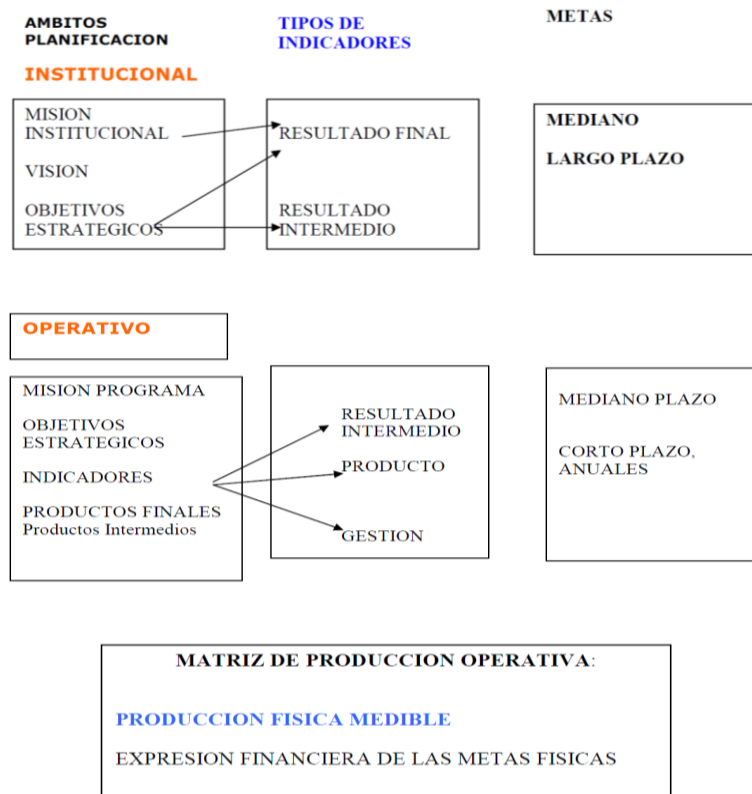 AMBITOS
PLANIFICACION
TIPOS DE
INDICADORES
METAS
INSTITUCIONAL
MISION
INSTITUCIONAL
VISION
OBJETIVOS
ESTRATEGICOS
RESULTADO FINAL
RESULTADO
INTERMEDIO
MEDIANO
LARGO PLAZO
OPERATIVO
MISION PROGRAMA
OBJETIVOS
ESTRATEGICOS
INDICADORES
PRODUCTOS FINALES
Productos Intermedios
RESULTADO
INTERMEDIO
PRODUCTO
GESTION
MEDIANO PLAZO
CORTO PLAZO,
ANUALES
MATRIZ DE PRODUCCION OPERATIVA:
PRODUCCION FISICA MEDIBLE
EXPRESION FINANCIERA DE LAS METAS FISICAS